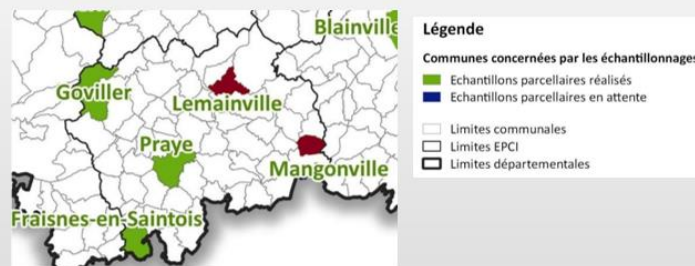 Blainville
Goviller
Lemainville
Praye
Mangonville
Fraisnes-en-Saintois
Légende
Communes concernées par les échantillonnages
Echantillons parcellaires réalisés
Echantillons parcellaires en attente
Limites communales
Limites EPCI
Limites départementales